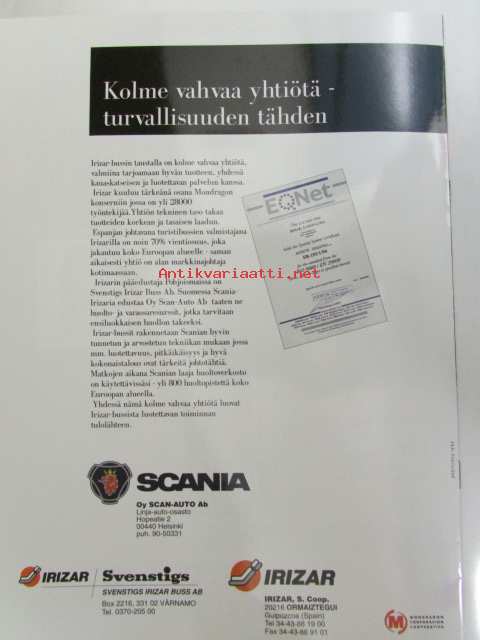 Kolme vahvaa yhtiötä -
turvallisuuden tähden
Irizar-bussin taustalla on kolme vahvaa yhtiötä,
valmiina tarjoamaan hyvän tuotteen, yhdessä
kauaskatseisen ja luotettavan palvelun kanssa.
Irizar kuuluu tärkeänä osana Mondragon
konserniin jossa on yli 28000
työntekijää. Yhtiön tekninen taso takaa
tuotteiden korkean ja tasaisen laadun.
Espanjan johtavana turistibussien valmistajana
Irizarilla on noin 70% vientiosuus, joka
jakautuu koko Euroopan alueelle - saman
aikaisesti yhtiö on alan markkinajohtaja
kotimaassaan.
Irizarin pääedustaja Pohjoismaissa on
Svenstigs Irizar Buss Ab. Suomessa Scania-
Irizaria edustaa Oy Scan-Auto Ab taaten ne
huolto- ja varaosaresurssit, jotka tarvitaan
ensiluokkaisen huollon takeeksi.
Irizar-bussit rakennetaan Scanian hyvin
tunnetun ja arvostetun tekniikan mukaan jossa
mm. luotettavuus, pitkäikäisyys ja hyvä
kokonaistalous ovat tärkeitä johtotähtiä.
Matkojen aikana Scanian laaja huoltoverkosto
on käytettävissäsi - yli 800 huoltopistettä koko
Euroopan alueella.
Yhdessä nämä kolme vahvaa yhtiötä luovat
Irizar-bussista luotettavan toiminnan
tulolähteen.
EQNet
Antikvariaatti.net
SCANIA
Oy SCAN-AUTO Ab
Linja-auto-osasto
Hopeatie 2
00440 Helsinki
puh. 90-50331
IRIZAR Svenstigs
SVENSTIGS IRIZAR BUSS AB
Box 2216, 331 02 VÄRNAMO
Tel. 0370-205 00
IRIZAR
IRIZAR, S. Coop.
20216 ORMAIZTEGUI
Guipúzcoa (Spain)
Tel 34-43-88 19 00
Fax 34-43-88 91 01
M MONDRAGON
CORPORACION
COOPERATIVA